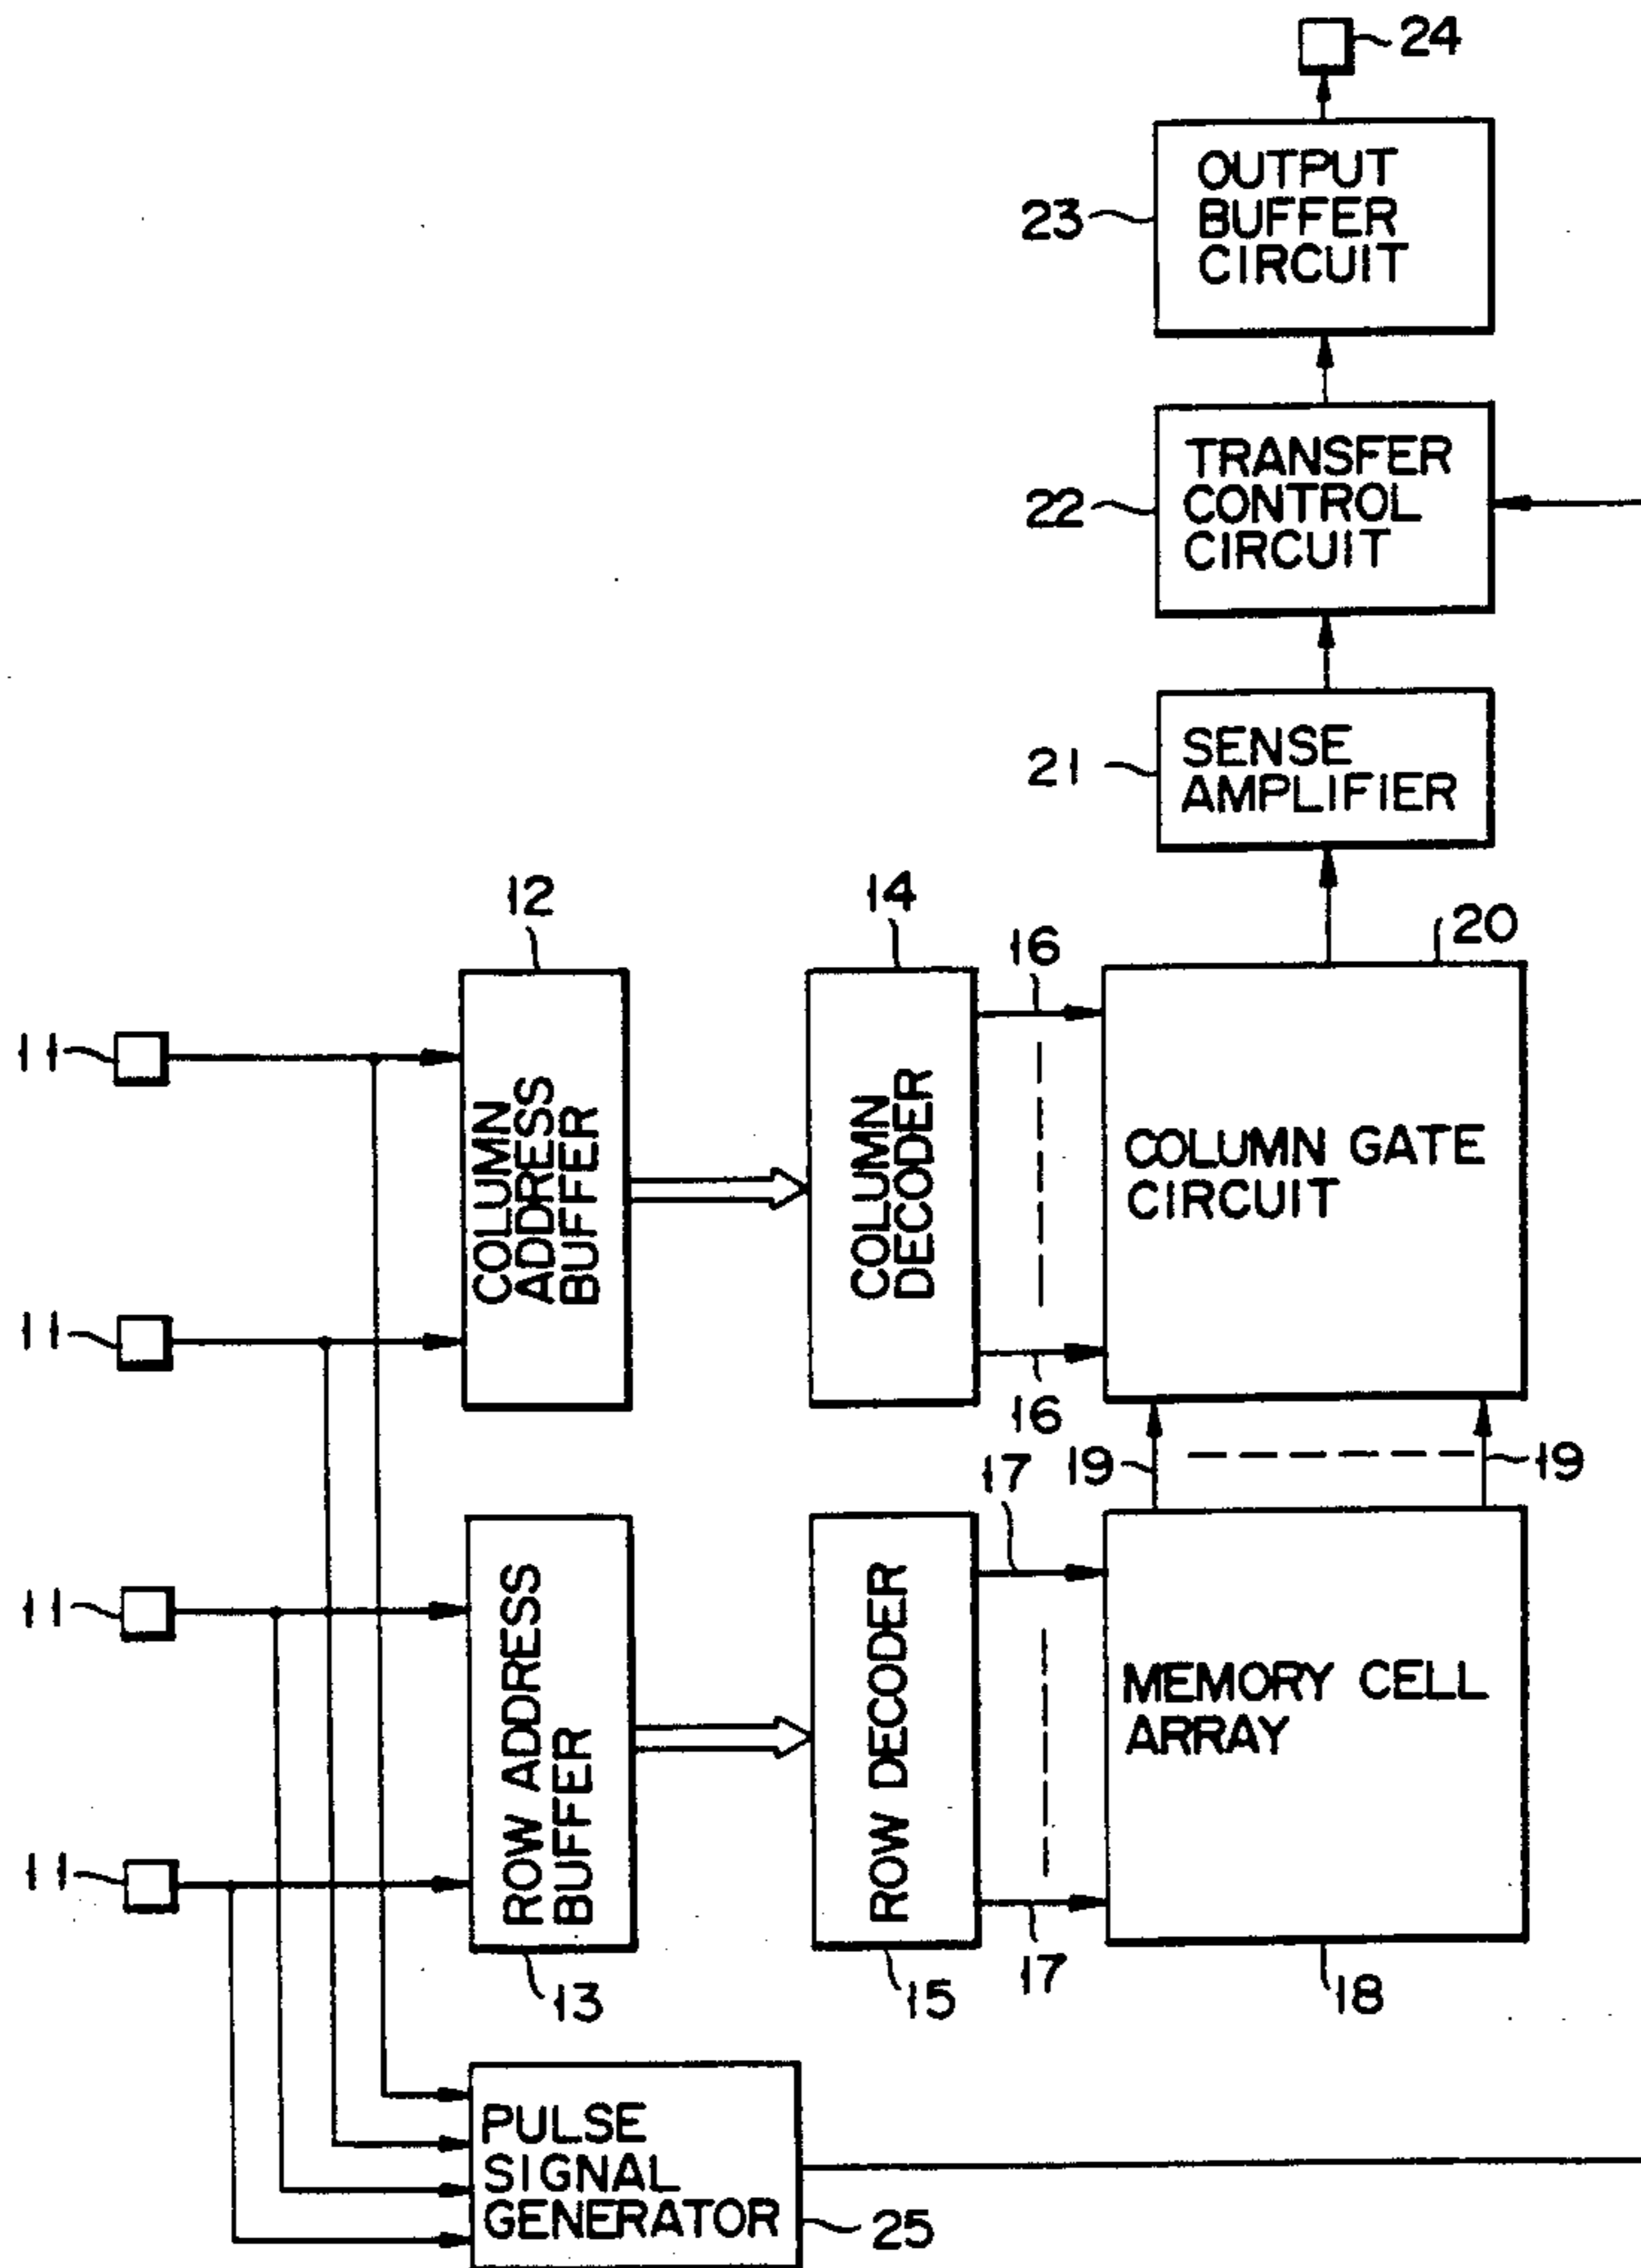 24
OUTPUT
BUFFER
CIRCUIT
23
TRANSFER
CONTROL
CIRCUIT
22
SENSE
AMPLIFIER
21
12
14
16
20
11
COLUMN
ADDRESS
BUFFER
COLUMN
DECODER
COLUMN GATE
CIRCUIT
11
16
17
19
19
11
ROW ADDRESS
BUFFER
ROW DECODER
MEMORY CELL
ARRAY
11
13
15
17
18
PULSE
SIGNAL
GENERATOR
25